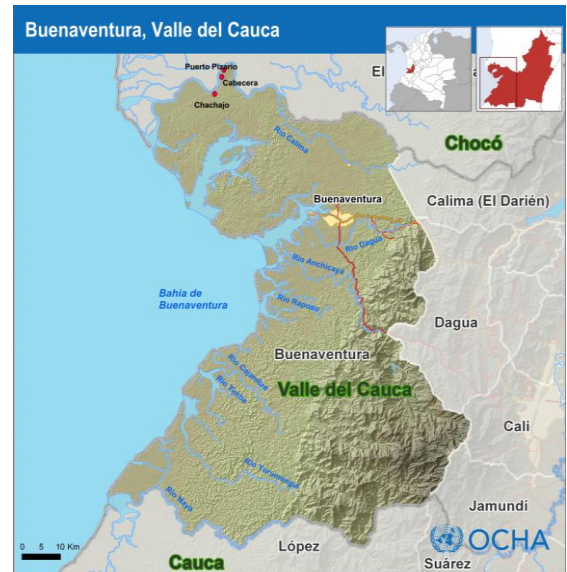 Buenaventura, Valle del Cauca
Puerto Pizario
Cabecera
Chachajo
El
Chocó
Río Calima
Buenaventura
Calima (El Darién)
Río Dagua
Río Anchicayá
Bahía de
Buenaventura
Río Raposo
Dagua
Buenaventura
Río Cajambre
Valle del Cauca
Río Yurumanguí
Cali
Río Naya
Jamundí
0 5 10 Km
López
OCHA
Cauca
Suárez